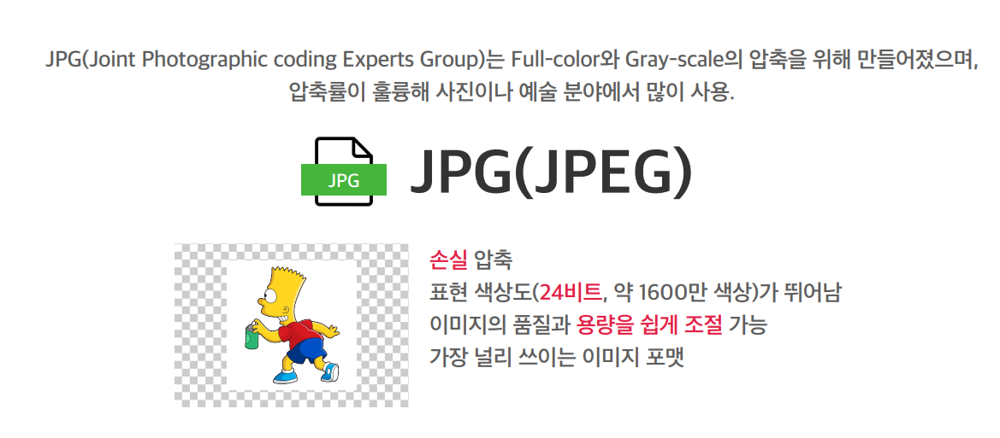 JPG(Joint Photographic coding Experts Group)는 Full-color와 Gray-scale의 압축을 위해 만들어졌으며,
압축률이 훌륭해 사진이나 예술 분야에서 많이 사용.
JPG
JPG(JPEG)
손실 압축
표현 색상도(24비트, 약 1600만 색상)가 뛰어남
이미지의 품질과 용량을 쉽게 조절 가능
가장 널리 쓰이는 이미지 포맷